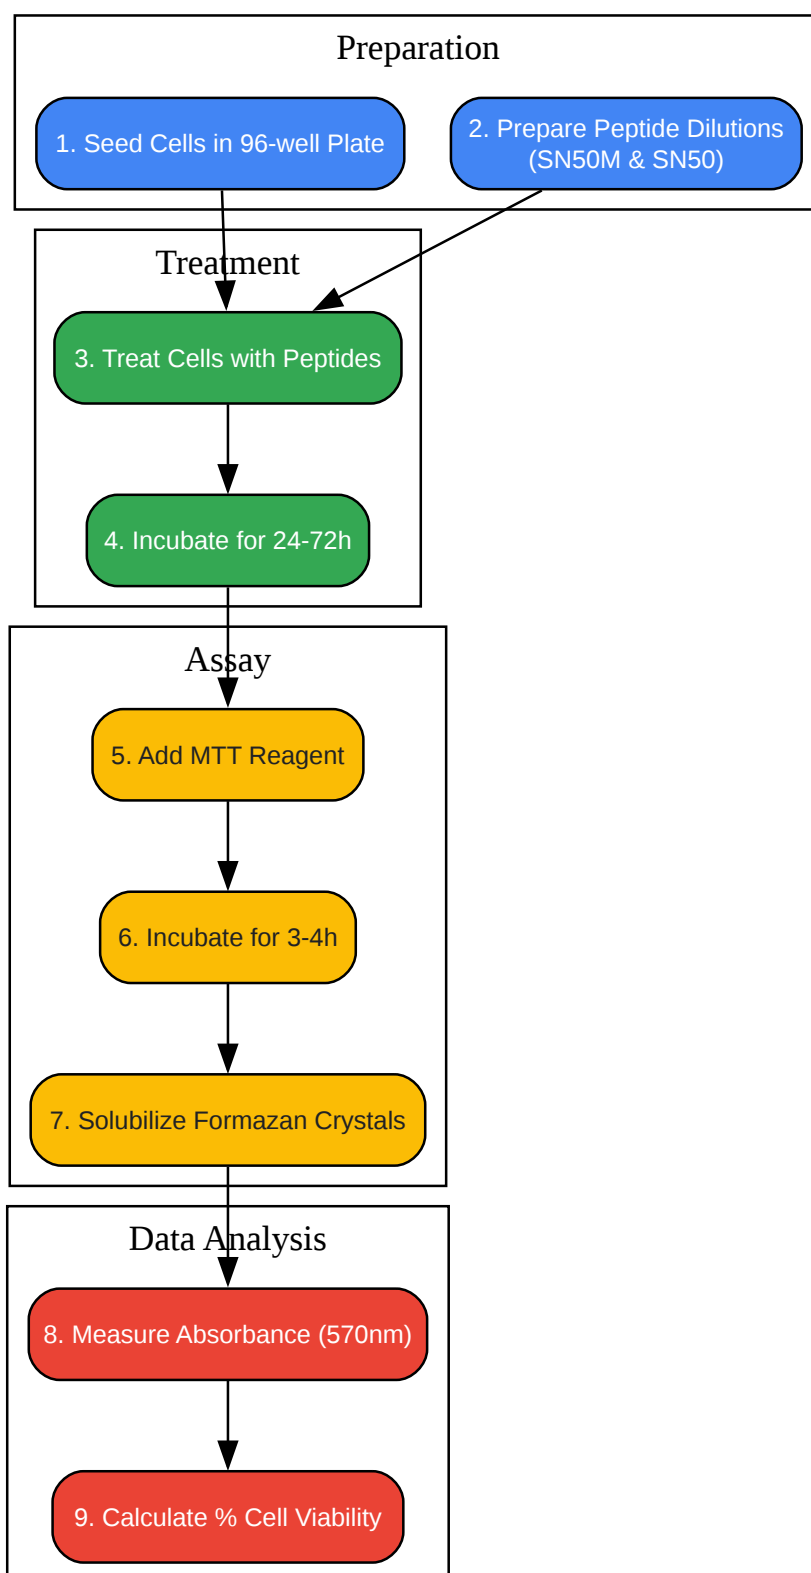 Preparation
1. Seed Cells in 96-well Plate
2. Prepare Peptide Dilutions
(SN50M & SN50)
Treatment
3. Treat Cells with Peptides
4. Incubate for 24-72h
Assay
5. Add MTT Reagent
6. Incubate for 3-4h
7. Solubilize Formazan Crystals
Data Analysis
8. Measure Absorbance (570nm)
9. Calculate % Cell Viability